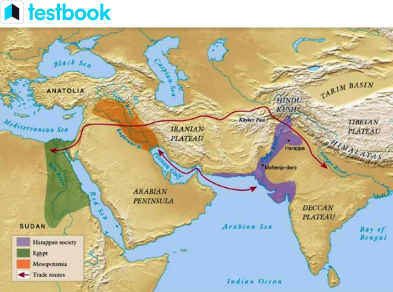 testbook
Black Sea
Caspian Sea
ANATOLIA
TARIM BASIN
HINDU
KUSH
Khyber Pass
Mediterranean Sea
IRANIAN
PLATEAU
TIBETAN
PLATEAU
HIMALAYAS
Harappa
Mohenjo-daro
Persian Gulf
ARABIAN
PENINSULA
DECCAN
PLATEAU
Red Sea
SUDAN
Arabian Sea
Bay of
Bengal
Harappan society
Egypt
Mesopotamia
Trade routes
Indian Ocean